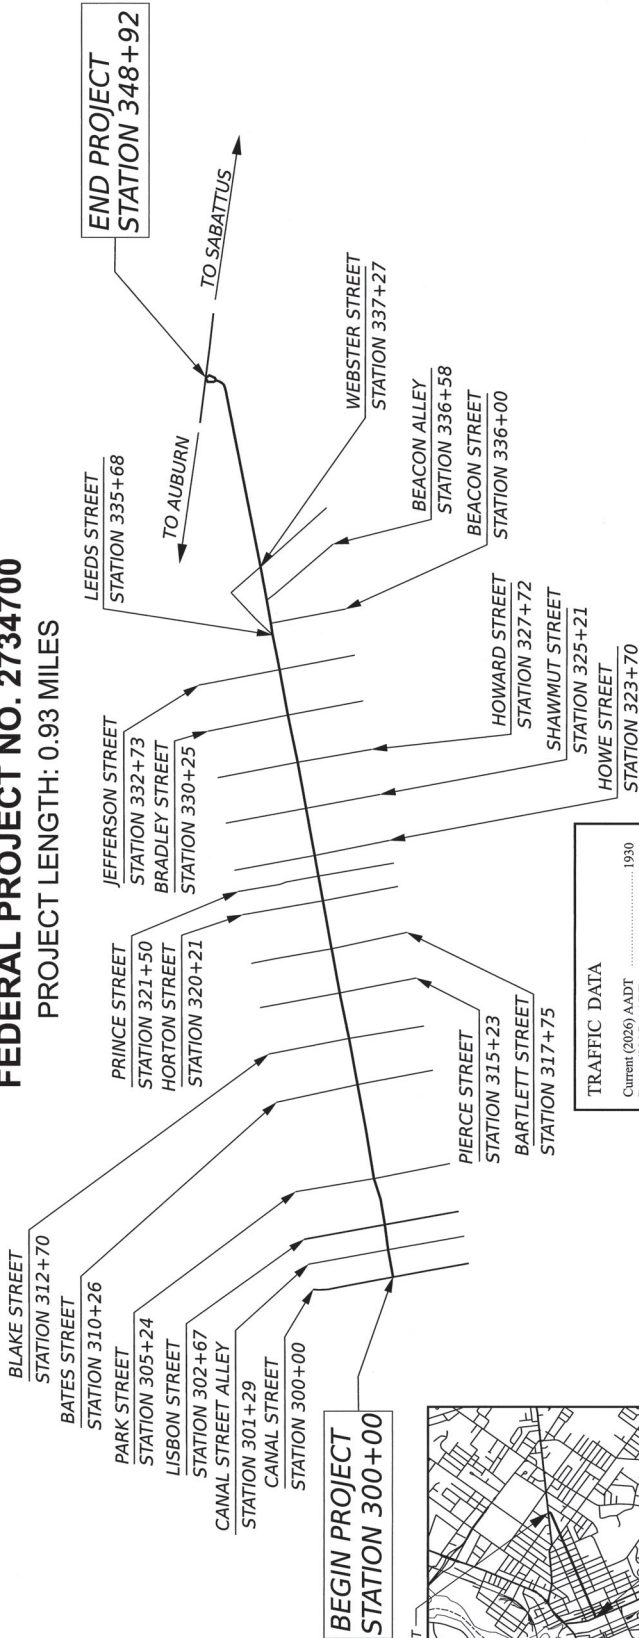 FEDERAL PROJECT NO. 2734700
PROJECT LENGTH: 0.93 MILES
END PROJECT
STATION 348+92
TO SABATTUS
TO AUBURN
LEEDS STREET
STATION 335+68
WEBSTER STREET
STATION 337+27
BEACON ALLEY
STATION 336+58
BEACON STREET
STATION 336+00
JEFFERSON STREET
STATION 332+73
BRADLEY STREET
STATION 330+25
HOWARD STREET
STATION 327+72
SHAWMUT STREET
STATION 325+21
HOWE STREET
STATION 323+70
PRINCE STREET
STATION 321+50
HORTON STREET
STATION 320+21
PIERCE STREET
STATION 315+23
BARTLETT STREET
STATION 317+75
BLAKE STREET
STATION 312+70
BATES STREET
STATION 310+26
PARK STREET
STATION 305+24
LISBON STREET
STATION 302+67
CANAL STREET ALLEY
STATION 301+29
CANAL STREET
STATION 300+00
BEGIN PROJECT
STATION 300+00
TRAFFIC DATA
Current (2026) AADT ........................ 1930